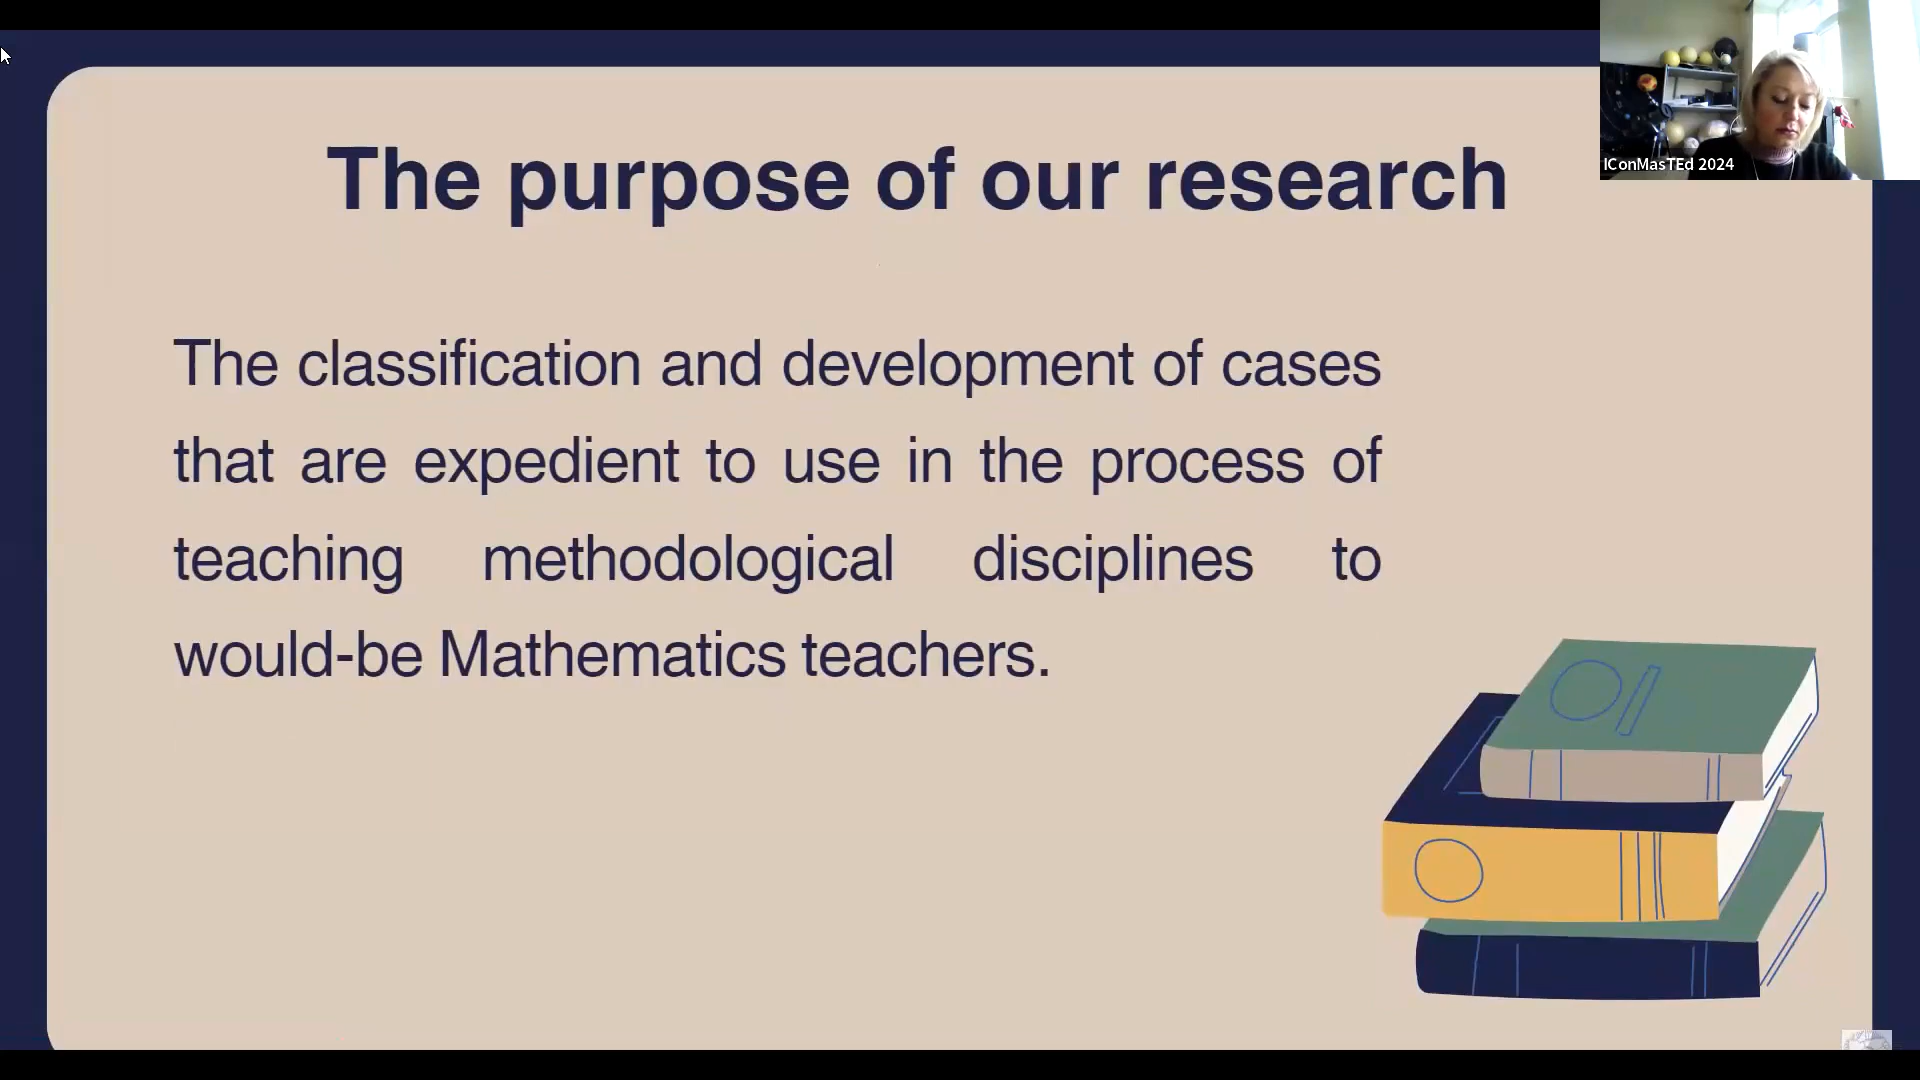 IConMasTEd 2024
The purpose of our research
The classification and development of cases
that are expedient to use in the process of
teaching methodological disciplines to
would-be Mathematics teachers.